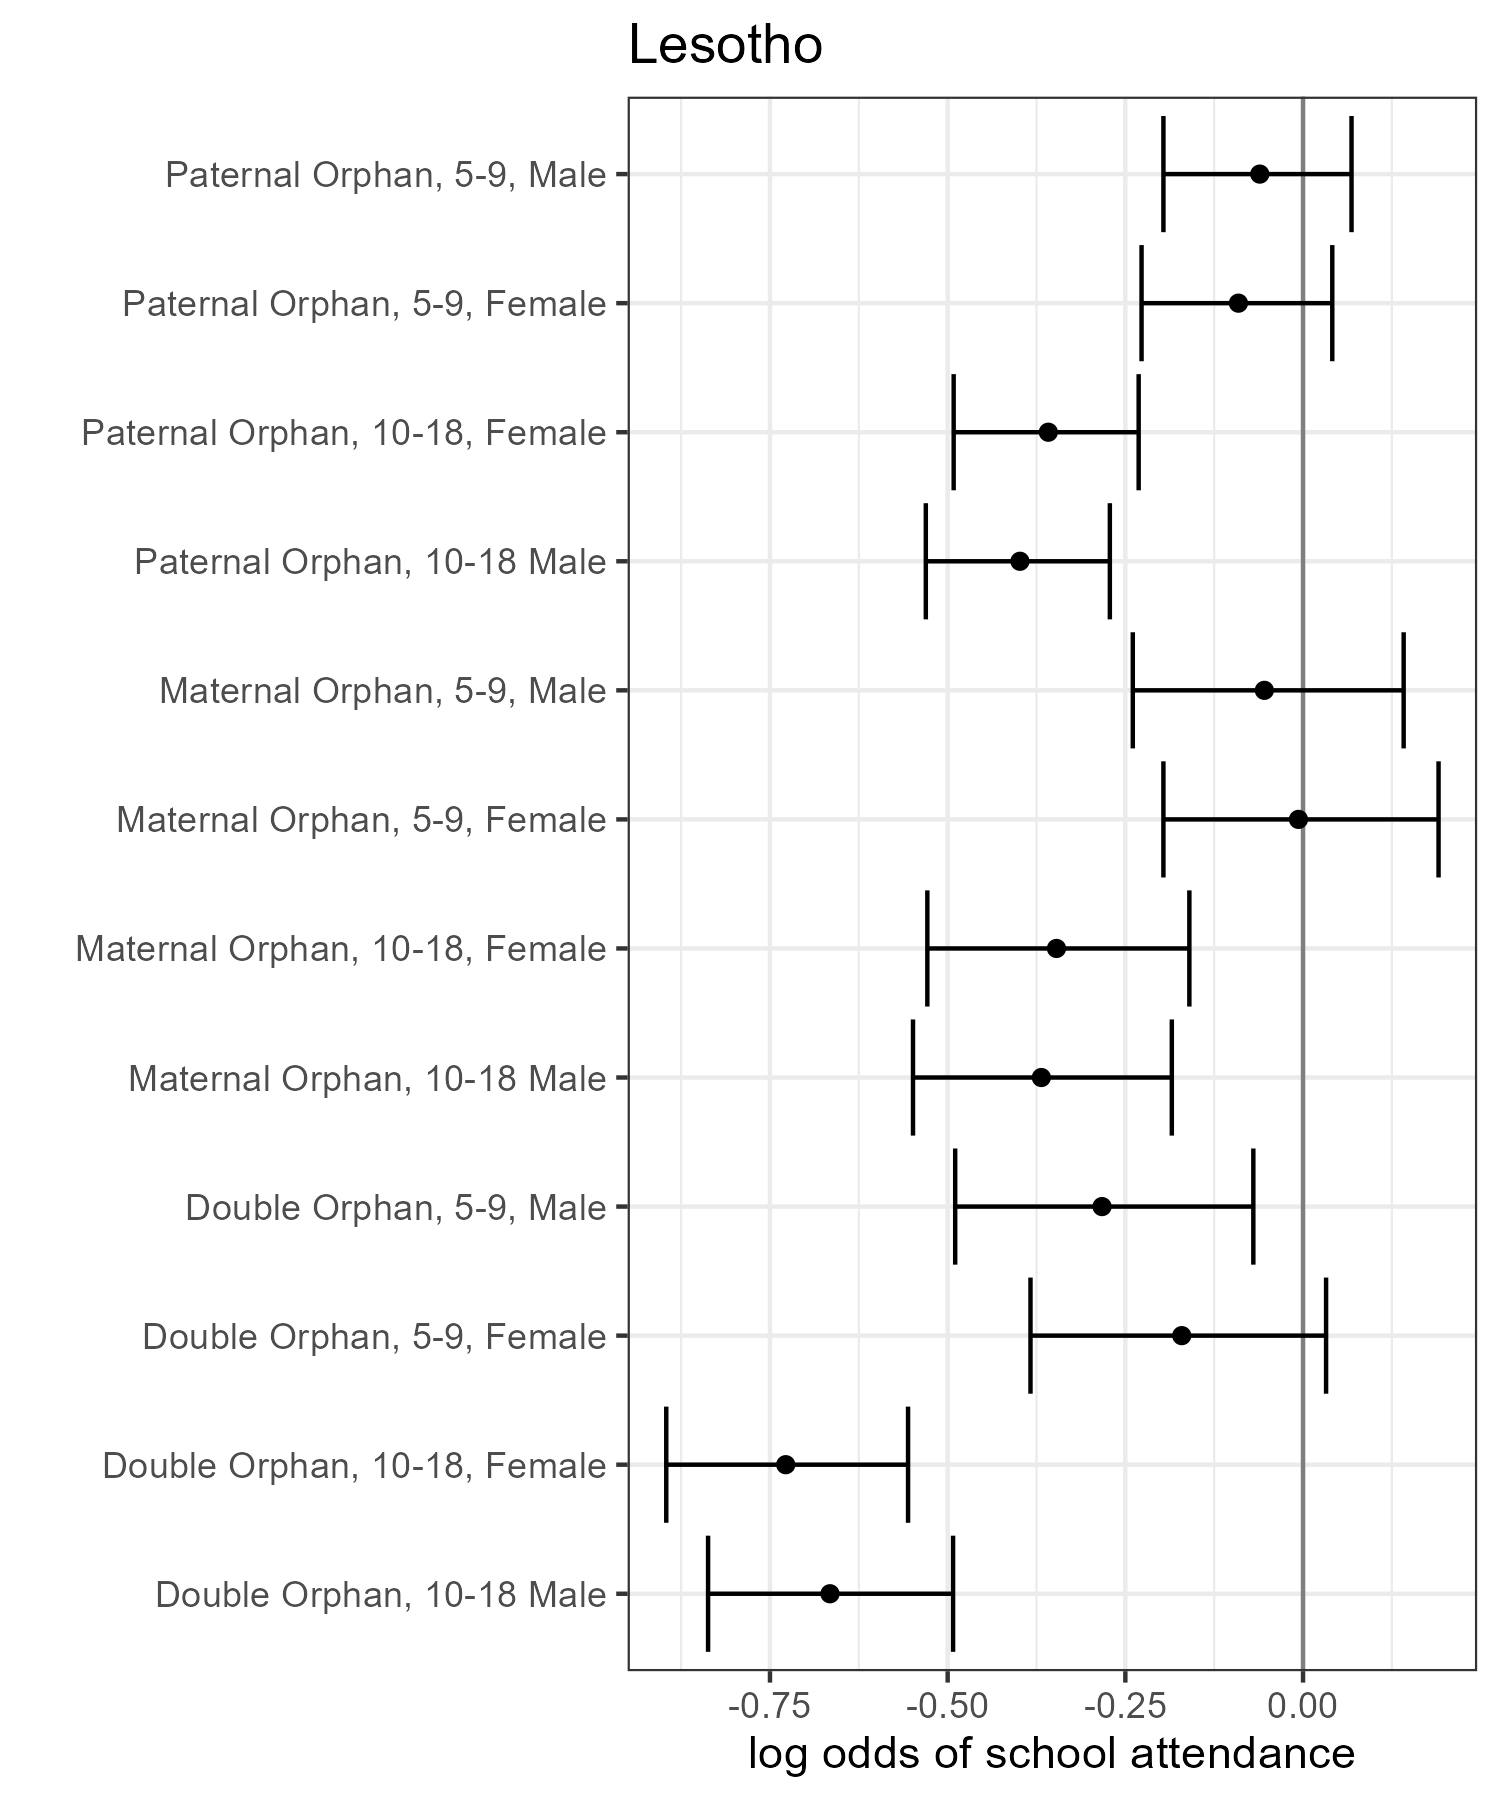 Lesotho
Paternal Orphan, 5-9, Male
Paternal Orphan, 5-9, Female
Paternal Orphan, 10-18, Female
Paternal Orphan, 10-18 Male
Maternal Orphan, 5-9, Male
Maternal Orphan, 5-9, Female
Maternal Orphan, 10-18, Female
Maternal Orphan, 10-18 Male
Double Orphan, 5-9, Male
Double Orphan, 5-9, Female
Double Orphan, 10-18, Female
Double Orphan, 10-18 Male
-0.75 -0.50 -0.25 0.00
log odds of school attendance